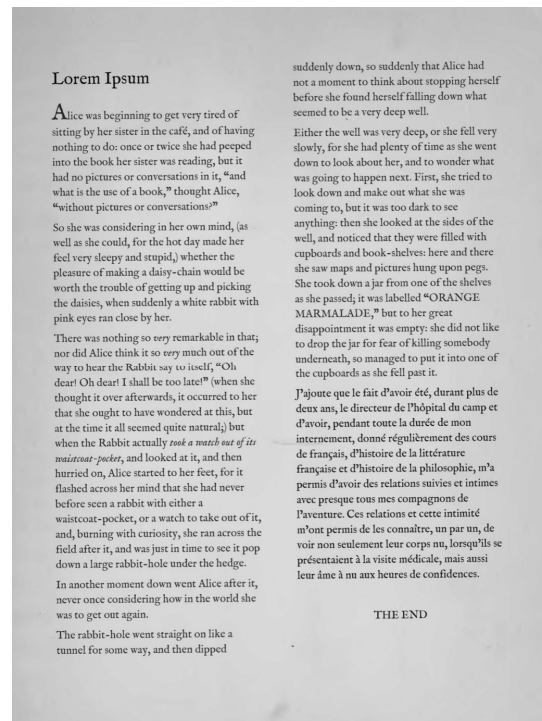 Lorem Ipsum
Alice was beginning to get very tired of
sitting by her sister in the café, and of having
nothing to do: once or twice she had peeped
into the book her sister was reading, but it
had no pictures or conversations in it, “and
what is the use of a book,” thought Alice,
“without pictures or conversations?”
So she was considering in her own mind, (as
well as she could, for the hot day made her
feel very sleepy and stupid,) whether the
pleasure of making a daisy-chain would be
worth the trouble of getting up and picking
the daisies, when suddenly a white rabbit with
pink eyes ran close by her.
There was nothing so very remarkable in that;
nor did Alice think it so very much out of the
way to hear the Rabbit say to itself, “Oh
dear! Oh dear! I shall be too late!” (when she
thought it over afterwards, it occurred to her
that she ought to have wondered at this, but
at the time it all seemed quite natural;) but
when the Rabbit actually took a watch out of its
waistcoat-pocket, and looked at it, and then
hurried on, Alice started to her feet, for it
flashed across her mind that she had never
before seen a rabbit with either a
waistcoat-pocket, or a watch to take out of it,
and, burning with curiosity, she ran across the
field after it, and was just in time to see it pop
down a large rabbit-hole under the hedge.
In another moment down went Alice after it,
never once considering how in the world she
was to get out again.
The rabbit-hole went straight on like a
tunnel for some way, and then dipped
suddenly down, so suddenly that Alice had
not a moment to think about stopping herself
before she found herself falling down what
seemed to be a very deep well.
Either the well was very deep, or she fell very
slowly, for she had plenty of time as she went
down to look about her, and to wonder what
was going to happen next. First, she tried to
look down and make out what she was
coming to, but it was too dark to see
anything: then she looked at the sides of the
well, and noticed that they were filled with
cupboards and book-shelves: here and there
she saw maps and pictures hung upon pegs.
She took down a jar from one of the shelves
as she passed; it was labelled “ORANGE
MARMALADE,” but to her great
disappointment it was empty: she did not like
to drop the jar for fear of killing somebody
underneath, so managed to put it into one of
the cupboards as she fell past it.
J’ajoute que le fait d’avoir été, durant plus de
deux ans, le directeur de l’hôpital du camp et
d’avoir, pendant toute la durée de mon
internement, donné régulièrement des cours
de français, d’histoire de la littérature
française et d’histoire de la philosophie, m’a
permis d’avoir des relations suivies et intimes
avec presque tous mes compagnons de
l’aventure. Ces relations et cette intimité
m’ont permis de les connaître, un par un, de
voir non seulement leur corps nu, lorsqu’ils se
présentaient à la visite médicale, mais aussi
leur âme à nu aux heures de confidences.
THE END